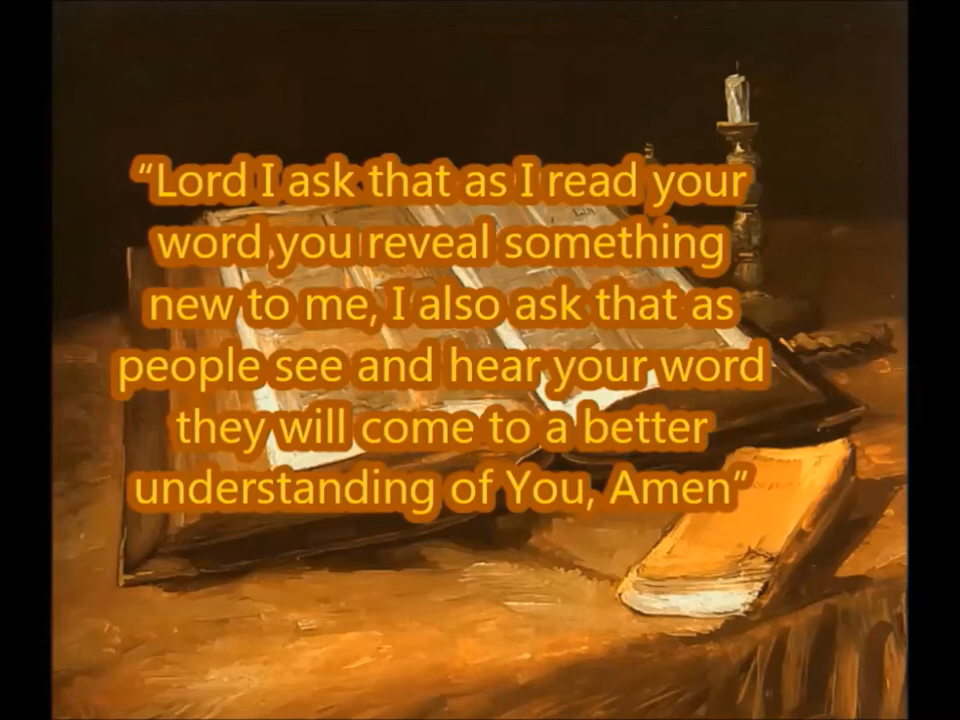 “Lord I ask that as I read your
word you reveal something
new to me, I also ask that as
people see and hear your word
they will come to a better
understanding of You, Amen”